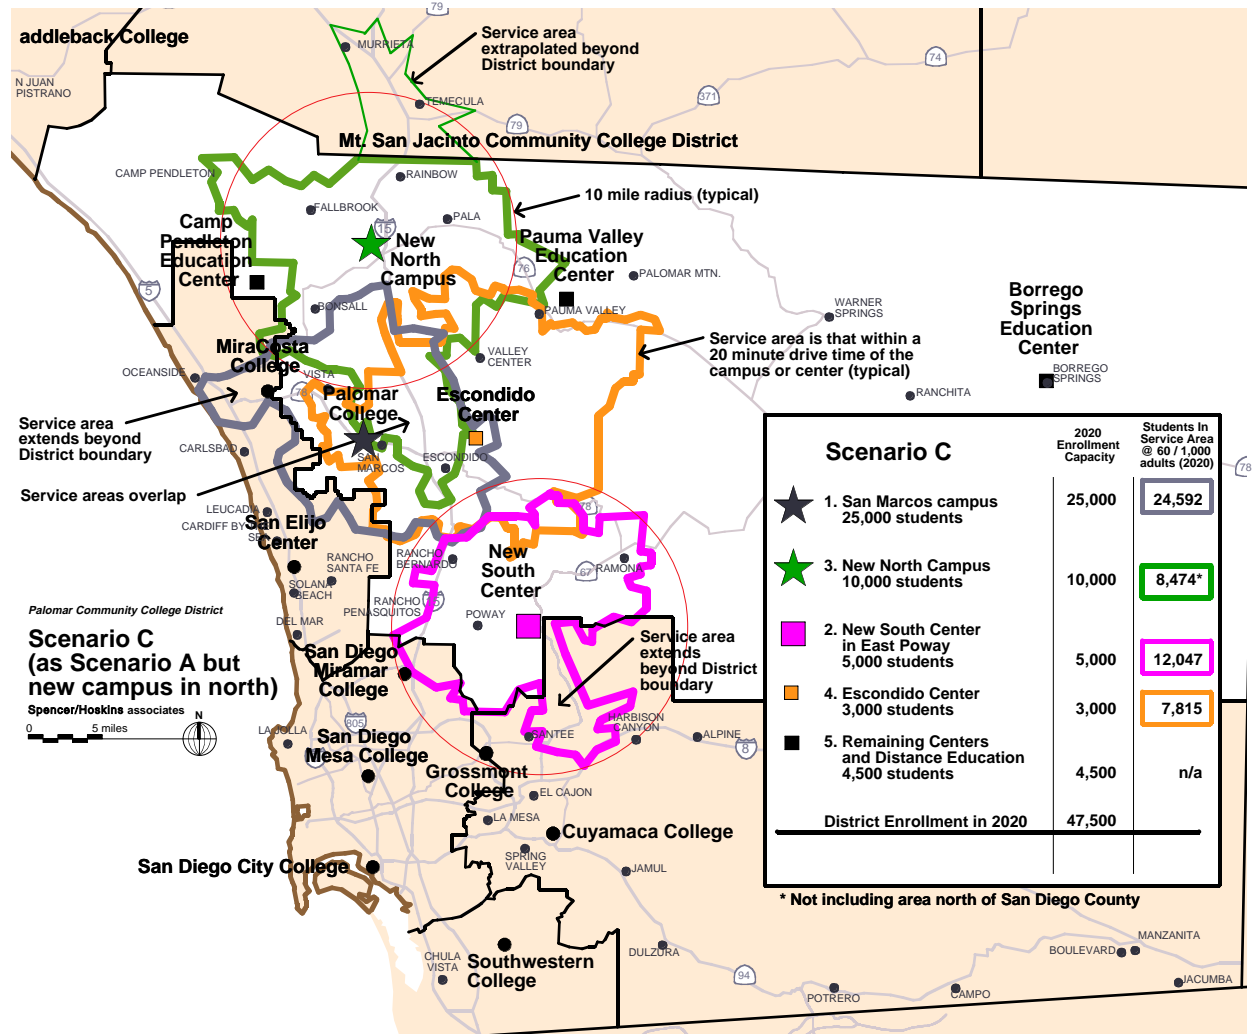 79
addleback College
Service area
extrapolated beyond
District boundary
MURRIETA
74
N JUAN
PISTRANO
371
TEMECULA
79
Mt. San Jacinto Community College District
CAMP PENDLETON
RAINBOW
10 mile radius (typical)
FALLBROOK
PALA
15
Camp
Pendleton
Education
Center
New
North
Campus
Pauma Valley
Education
Center
76
PALOMAR MTN.
5
BONSALL
PAUMA VALLEY
WARNER
SPRINGS
Borrego
Springs
Education
Center
MiraCosta
College
OCEANSIDE
VISTA
78
VALLEY
CENTER
Service area is that within a
20 minute drive time of the
campus or center (typical)
BORREGO
SPRINGS
RANCHITA
Palomar
College
Escondido
Center
Service area
extends beyond
District boundary
CARLSBAD
SAN
MARCOS
ESCONDIDO
Service areas overlap
LEUCADIA
CARDIFF BY
SE
San Elijo
Center
78
78
RANCHO
SANTA FE
RANCHO
BERNARDO
New
South
Center
RAMONA
67
SOLANA
BEACH
RANCHO
PENASQUITOS
15
POWAY
DEL MAR
Palomar Community College District
Scenario C
(as Scenario A but
new campus in north)
Spencer/Hoskins associates
0 5 miles
N
San Diego
Miramar
College
Service area
extends
beyond District
boundary
LA JOLLA
805
San Diego
Mesa College
SANTEE
HARBISON
CANYON
ALPINE
8
Grossmont
College
EL CAJON
LA MESA
Cuyamaca College
SPRING
VALLEY
JAMUL
San Diego City College
CHULA
VISTA
Southwestern
College
DULZURA
94
POTRERO
CAMPO
BOULEVARD
MANZANITA
JACUMBA
Scenario C
2020
Enrollment
Capacity
Students In
Service Area
@ 60 / 1,000
adults (2020)
1. San Marcos campus
25,000 students
25,000
24,592
3. New North Campus
10,000 students
10,000
8,474*
2. New South Center
in East Poway
5,000 students
5,000
12,047
4. Escondido Center
3,000 students
3,000
7,815
5. Remaining Centers
and Distance Education
4,500 students
4,500
n/a
District Enrollment in 2020
47,500
* Not including area north of San Diego County